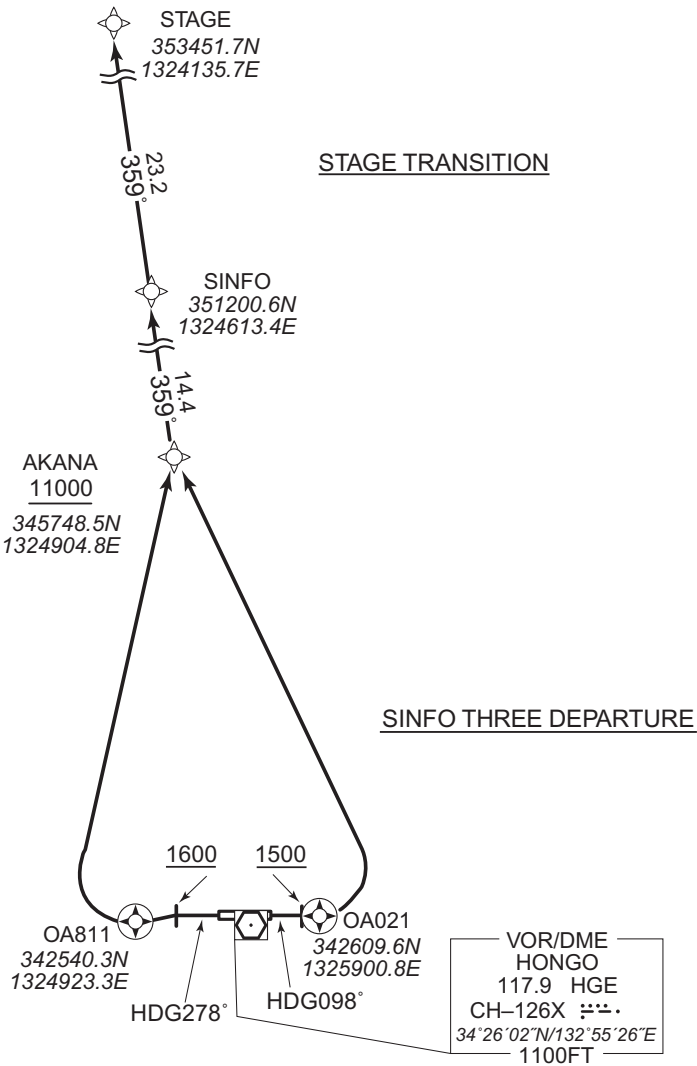 STAGE
353451.7N
1324135.7E
STAGE TRANSITION
23.2
359°
SINFO
351200.6N
1324613.4E
14.4
359°
AKANA
11000
345748.5N
1324904.8E
SINFO THREE DEPARTURE
1600
1500
OA811
342540.3N
1324923.3E
OA021
342609.6N
1325900.8E
HDG278°
HDG098°
VOR/DME
HONGO
117.9 HGE
CH–126X
34°26′02″N/132°55′26″E
1100FT